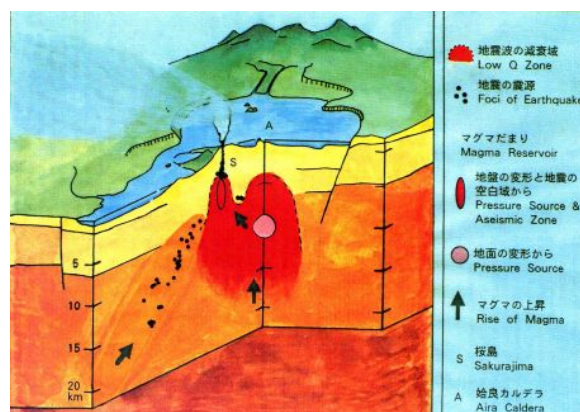 S
A
5
10
15
20
km
地震波の減衰域
Low Q Zone
地震の震源
Foci of Earthquake
マグマだまり
Magma Reservoir
地盤の変形と地震の
空白域から
Pressure Source &
Aseismic Zone
地面の変形から
Pressure Source
マグマの上昇
Rise of Magma
S 桜島
Sakurajima
A 姶良カルデラ
Aira Caldera